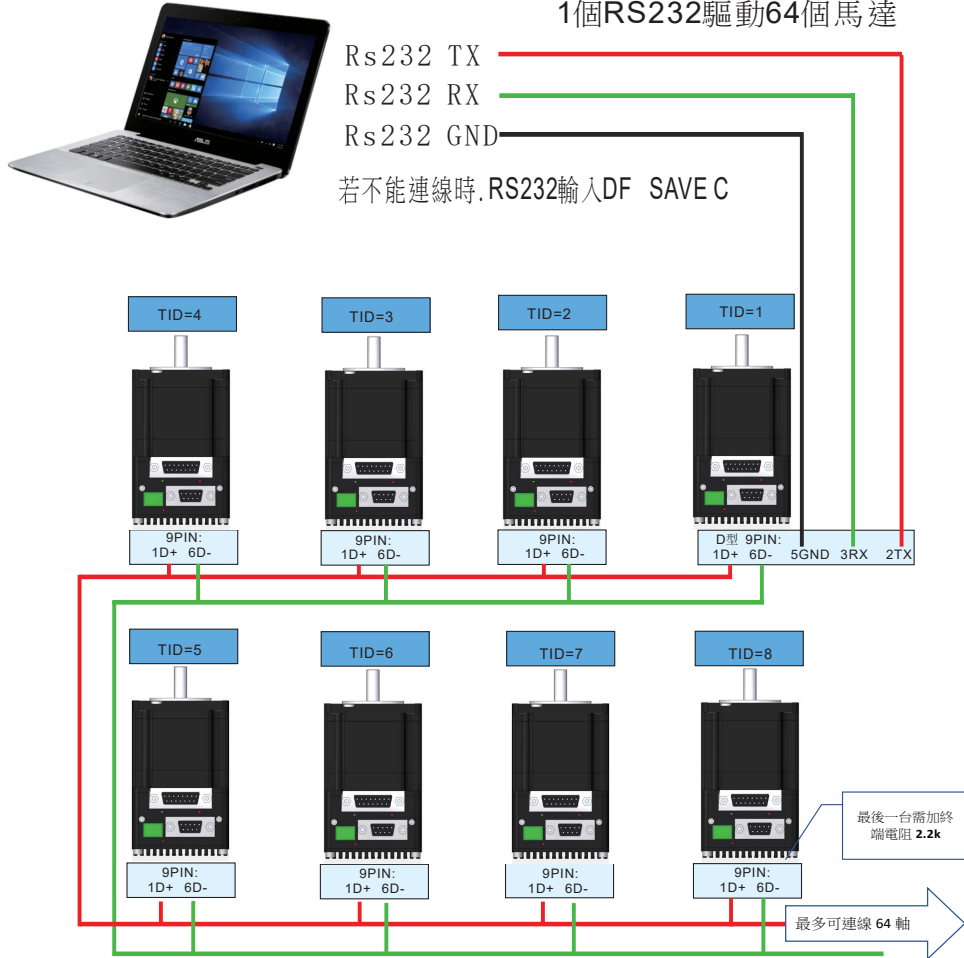 1個RS232驅動64個馬達
Rs232 TX
Rs232 RX
Rs232 GND
若不能連線時.RS232輸入DF SAVE C
ASUS
TID=4
TID=3
TID=2
TID=1
9PIN:
1D+ 6D-
9PIN:
1D+ 6D-
9PIN:
1D+ 6D-
D型 9PIN:
1D+ 6D- 5GND 3RX 2TX
TID=5
TID=6
TID=7
TID=8
最後一台需加終
端電阻 2.2k
9PIN:
1D+ 6D-
9PIN:
1D+ 6D-
9PIN:
1D+ 6D-
9PIN:
1D+ 6D-
最多可連線 64 軸